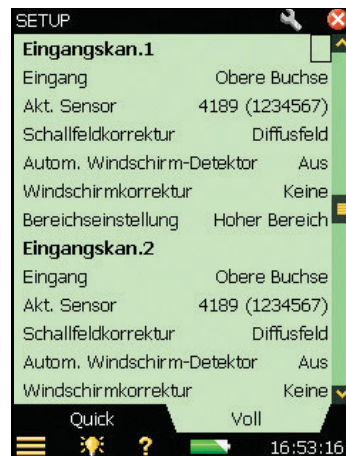 SETUP
Eingangskan.1
Eingang Obere Buchse
Akt. Sensor 4189 (1234567)
Schallfeldkorrektur Diffusfeld
Autom. Windschirm-Detektor Aus
Windschirmkorrektur Keine
Bereichseinstellung Hoher Bereich
Eingangskan.2
Eingang Obere Buchse
Akt. Sensor 4189 (1234567)
Schallfeldkorrektur Diffusfeld
Autom. Windschirm-Detektor Aus
Windschirmkorrektur Keine
Quick Voll
? 16:53:16